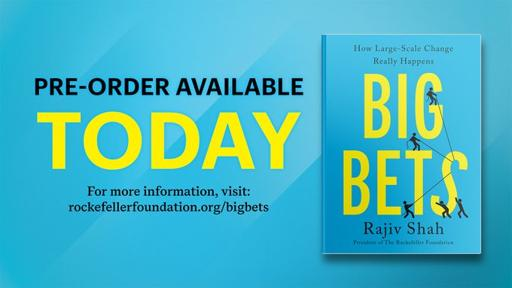 PRE-ORDER AVAILABLE
TODAY
For more information, visit:
rockefellerfoundation.org/bigbets
How Large-Scale Change
Really Happens
BIG
BETS
Rajiv Shah
President of The Rockefeller Foundation